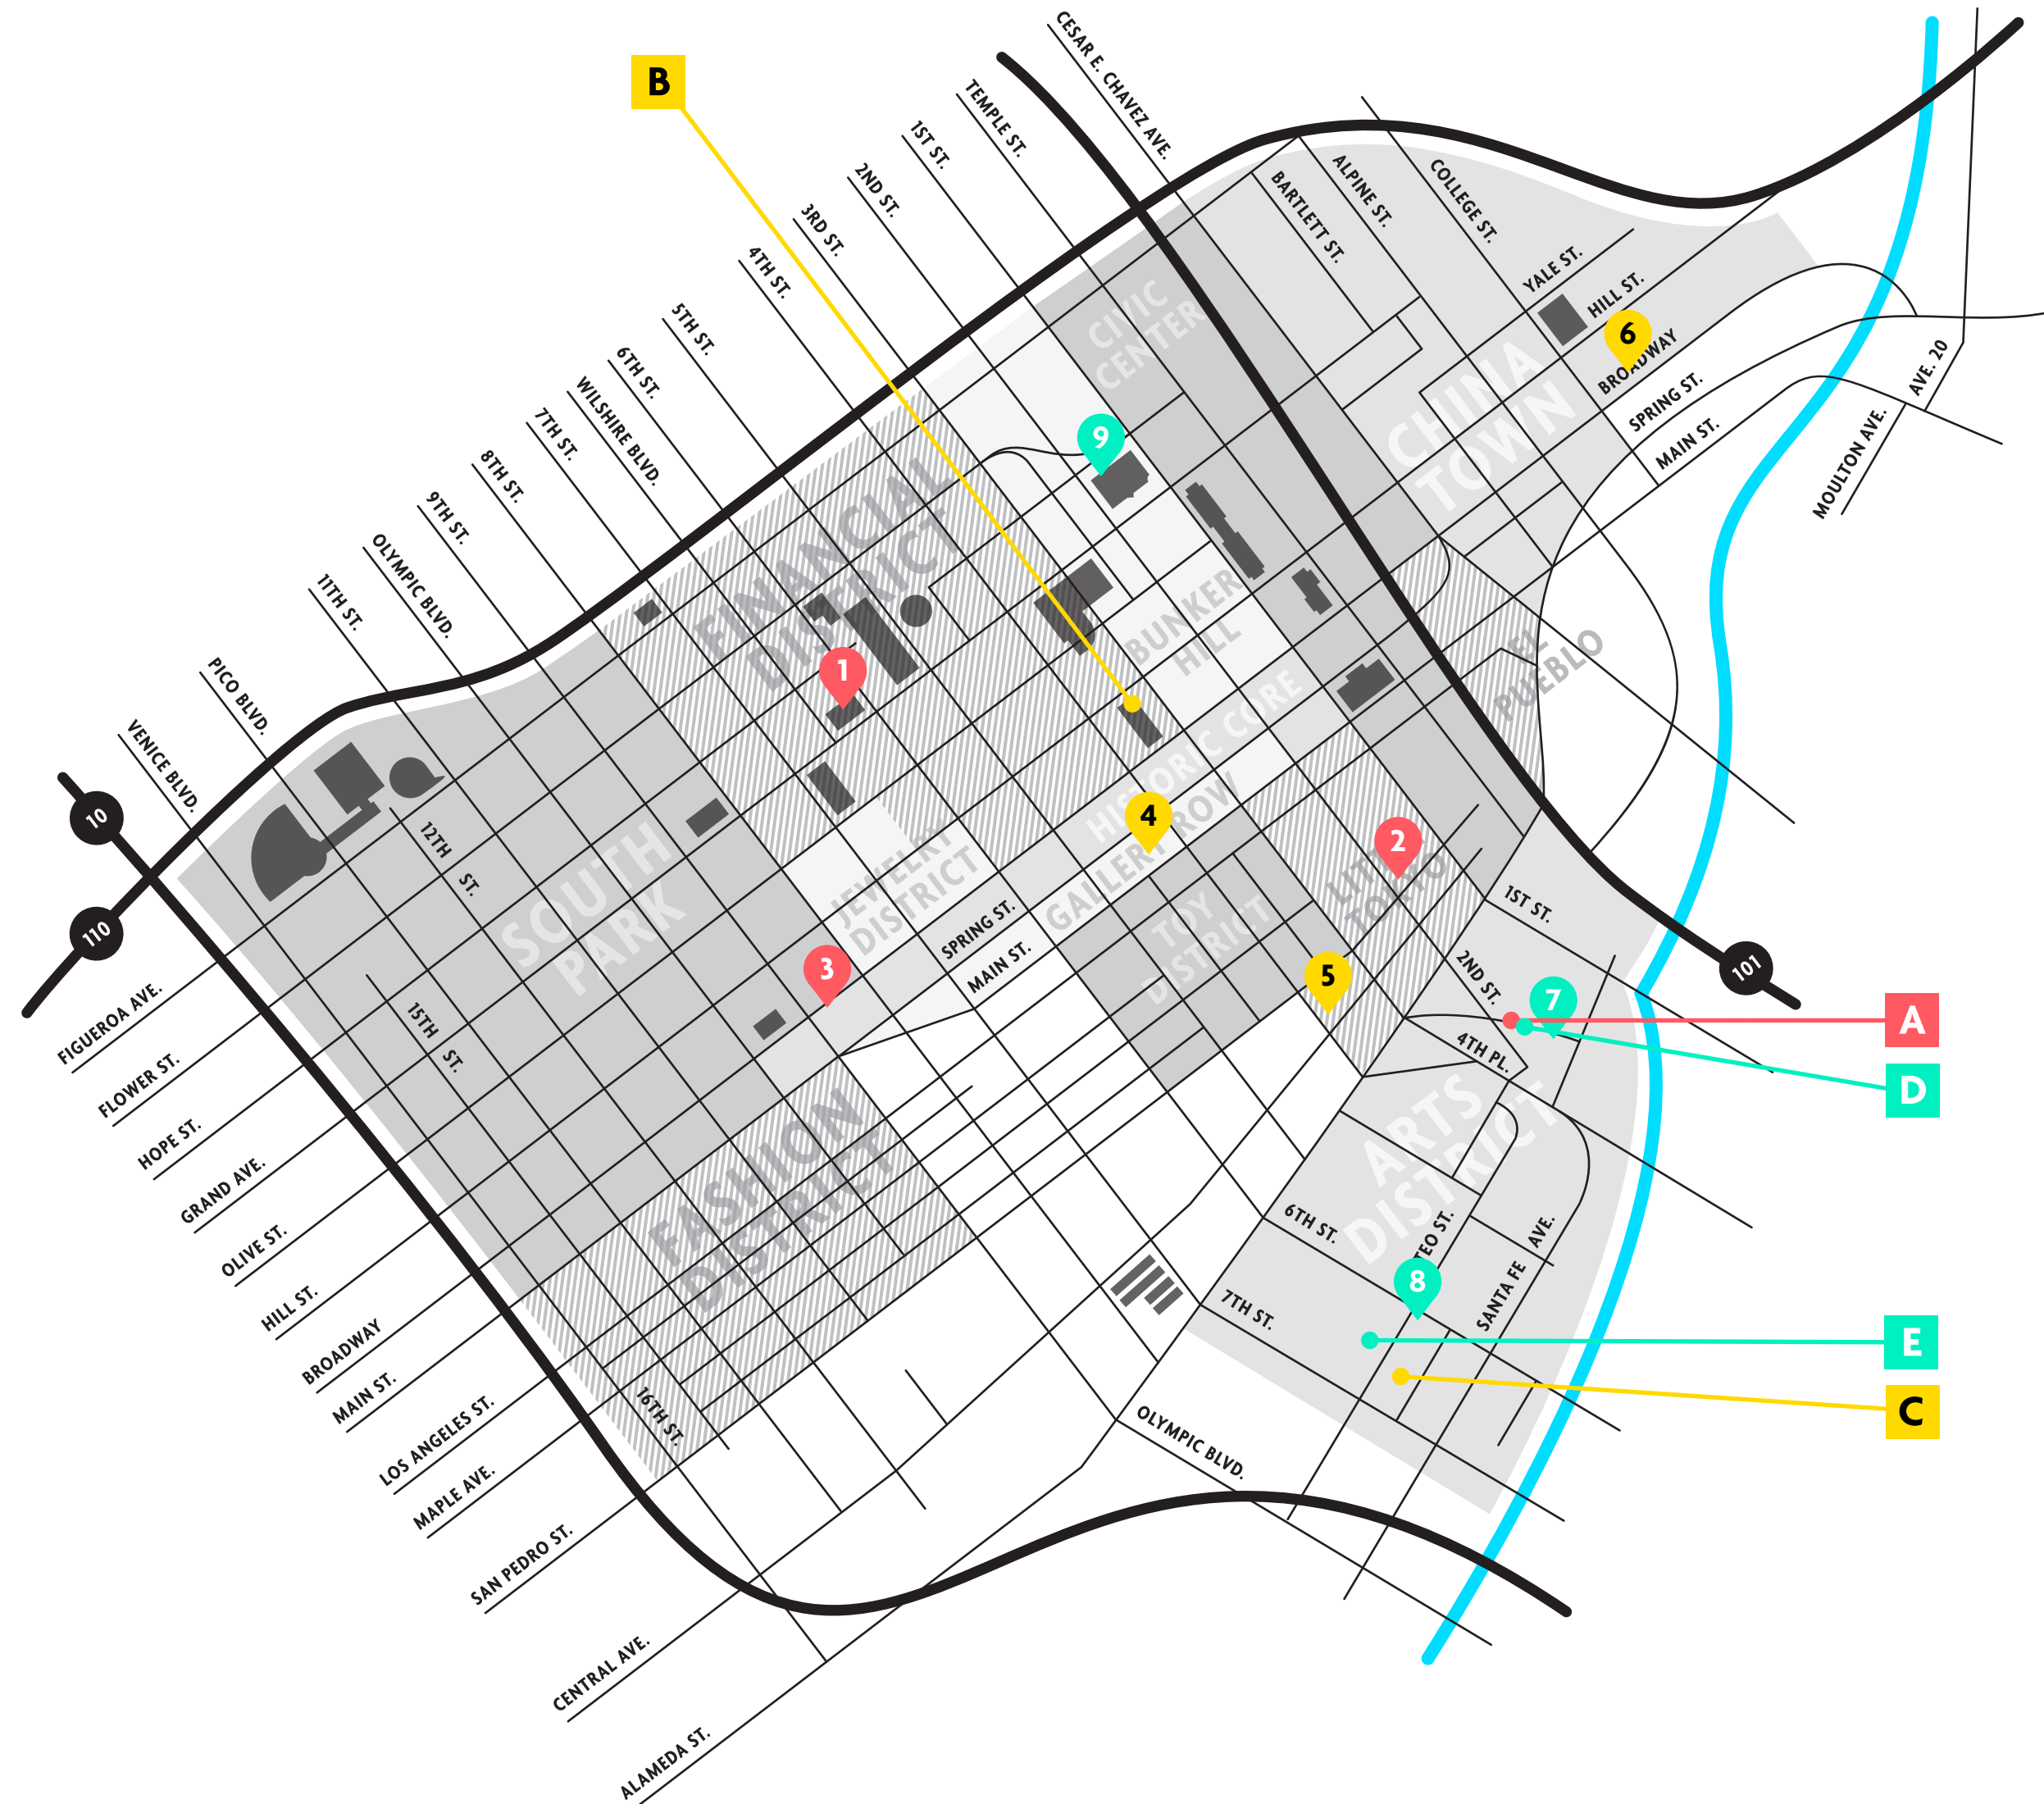 B
CESAR E. CHAVEZ AVE.
TEMPLE ST.
1ST ST.
2ND ST.
3RD ST.
4TH ST.
5TH ST.
6TH ST.
WILSHIRE BLVD.
7TH ST.
8TH ST.
9TH ST.
OLYMPIC BLVD.
11TH ST.
PICO BLVD.
VENICE BLVD.
BARTLETT ST.
ALPINE ST.
COLLEGE ST.
YALE ST.
HILL ST.
6
BROADWAY
SPRING ST.
MAIN ST.
AVE. 20
MOULTON AVE.
CIVIC
CENTER
CHINA
TOWN
9
FINANCIAL
DISTRICT
BUNKER
HILL
EL
PUEBLO
1
HISTORIC CORE
GALLERY ROW
4
2
LITTLE
TOKYO
10
110
12TH ST.
SOUTH
PARK
JEWELRY
DISTRICT
SPRING ST.
MAIN ST.
TOY
DISTRICT
3
5
1ST ST.
2ND ST.
7
101
A
D
4TH PL.
15TH ST.
ARTS
DISTRICT
FIGUEROA AVE.
FLOWER ST.
HOPE ST.
GRAND AVE.
OLIVE ST.
HILL ST.
BROADWAY
MAIN ST.
LOS ANGELES ST.
MAPLE AVE.
SAN PEDRO ST.
CENTRAL AVE.
ALAMEDA ST.
FASHION
DISTRICT
16TH ST.
6TH ST.
7TH ST.
8
SANTA FE AVE.
E
C
OLYMPIC BLVD.